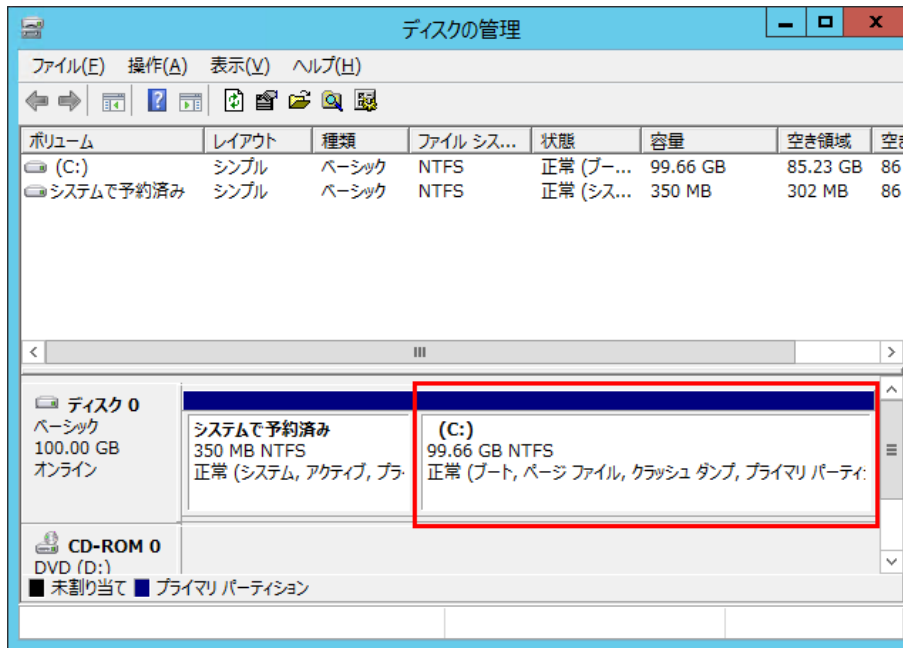 ディスクの管理
ファイル(F) 操作(A) 表示(V) ヘルプ(H)
ボリューム レイアウト 種類 ファイル シス... 状態 容量 空き領域 空き
(C:) シンプル ベーシック NTFS 正常 (ブー... 99.66 GB 85.23 GB 86
システムで予約済み シンプル ベーシック NTFS 正常 (シス... 350 MB 302 MB 86
ディスク 0
ベーシック
100.00 GB
オンライン
システムで予約済み
350 MB NTFS
正常 (システム, アクティブ, プラ
(C:)
99.66 GB NTFS
正常 (ブート, ページ ファイル, クラッシュ ダンプ, プライマリ パーティ
CD-ROM 0
DVD (D:)
未割り当て プライマリ パーティション